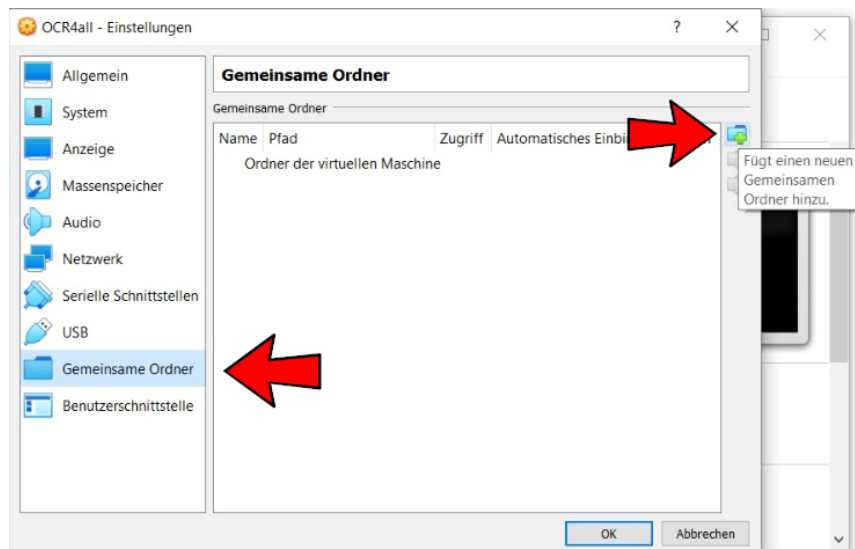 OCR4all - Einstellungen
?
Allgemein
System
Anzeige
Massenspeicher
Audio
Netzwerk
Serielle Schnittstellen
USB
Gemeinsame Ordner
Benutzerschnittstelle
Gemeinsame Ordner
Gemeinsame Ordner
Name Pfad Zugriff Automatisches
Ordner der virtuellen Maschine
Fügt einen neuen
Gemeinsamen
Ordner hinzu.
OK Abbrechen